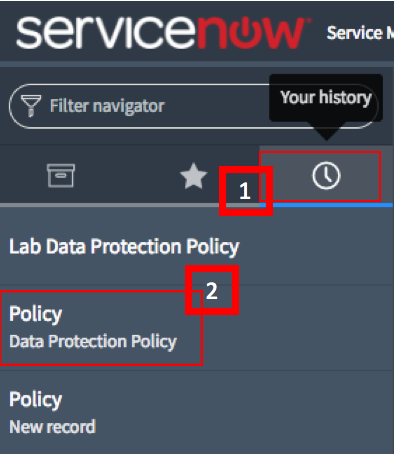 servicenow Service M
Filter navigator
Your history
1
Lab Data Protection Policy
2
Policy
Data Protection Policy
Policy
New record